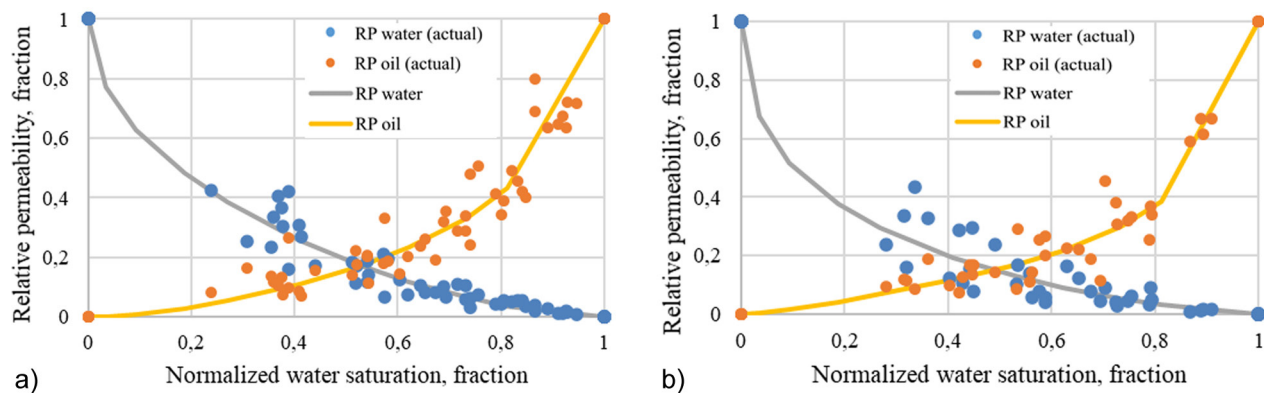 Relative permeability, fraction
1
0,8
0,6
0,4
0,2
0
RP water (actual)
RP oil (actual)
RP water
RP oil
0
0,2
0,4
0,6
0,8
1
Normalized water saturation, fraction
a)
Relative permeability, fraction
1
0,8
0,6
0,4
0,2
0
RP water (actual)
RP oil (actual)
RP water
RP oil
0
0,2
0,4
0,6
0,8
1
Normalized water saturation, fraction
b)